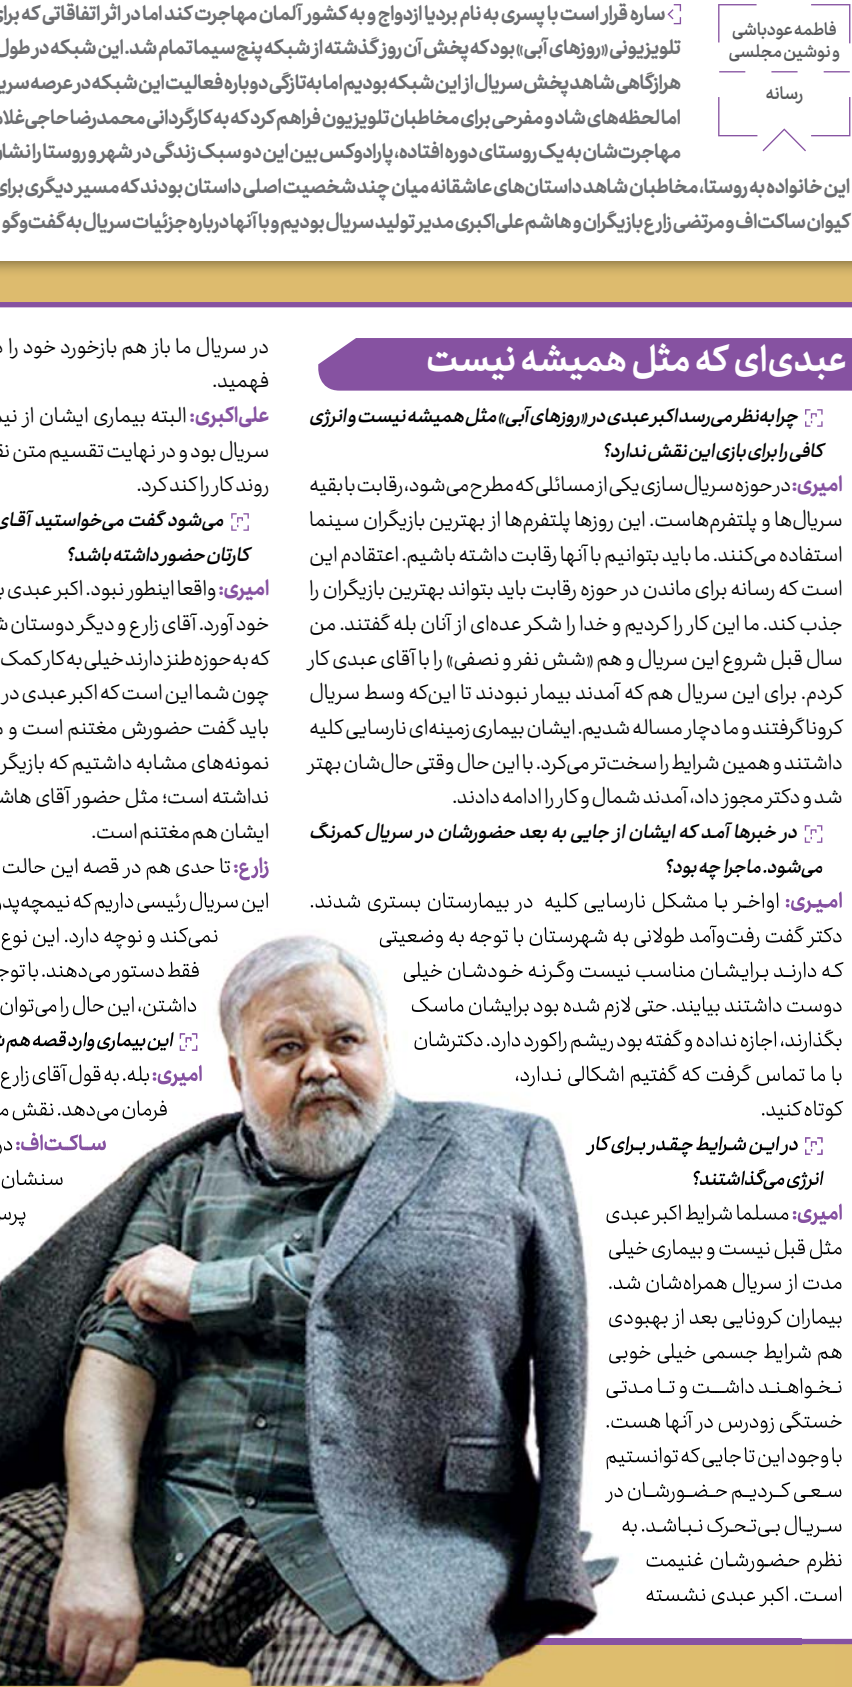 فاطمه عودباشی
و نوشین مجلسی
رسانه
ساره قرار است با پسری به نام بردیا ازدواج و به کشور آلمان مهاجرت کند اما در اثر اتفاقاتی که برای
تلویزیونی «روزهای آبی» بود که پخش آن روز گذشته از شبکه پنج سیما تمام شد. این شبکه در طول
هرازگاهی شاهد پخش سریال از این شبکه بودیم اما به‌تازگی دوباره فعالیت این شبکه در عرصه
اما لحظه‌های شاد و مفرحی برای مخاطبان تلویزیون فراهم کرد که به کارگردانی محمدرضا حاجی
مهاجرت‌شان به یک روستای دورافتاده، پارادوکس بین این دو سبک زندگی در شهر و روستا را
این خانواده به روستا، مخاطبان شاهد داستان‌های عاشقانه میان چند شخصیت اصلی داستان بودند که مسیر دیگری برای
کیوان ساکت‌اف و مرتضی زارع بازیگران و هاشم علی‌اکبری مدیر تولید سریال بودیم و با آنها درباره جزئیات سریال به گفت‌وگو
عبدی‌ای که مثل همیشه نیست
چرا به‌نظر می‌رسد اکبر عبدی در «روزهای آبی» مثل همیشه نیست و انرژی
کافی را برای بازی این نقش ندارد؟
امیری: در حوزه سریال‌سازی یکی از مسائلی که مطرح می‌شود، رقابت با بقیه
سریال‌ها و پلتفرم‌هاست. این روزها پلتفرم‌ها از بهترین بازیگران سینما
استفاده می‌کنند. ما باید بتوانیم با آنها رقابت داشته باشیم. اعتقادم این
است که رسانه برای ماندن در حوزه رقابت باید بتواند بهترین بازیگران را
جذب کند. ما این کار را کردیم و خدا را شکر عده‌ای از آنان بله گفتند. من
سال قبل شروع این سریال و هم «شش نفر و نصفی» را با آقای عبدی کار
کردم. برای این سریال هم که آمدند بیمار نبودند تا این‌که وسط سریال
کرونا گرفتند و ما دچار مساله شدیم. ایشان بیماری زمینه‌ای نارسایی کلیه
داشتند و همین شرایط را سخت‌تر می‌کرد. با این حال وقتی حال‌شان بهتر
شد و دکتر مجوز داد، آمدند شمال و کار را ادامه دادند.
در خبرها آمد که ایشان از جایی به بعد حضورشان در سریال کمرنگ
می‌شود. ماجرا چه بود؟
امیری: اواخر با مشکل نارسایی کلیه در بیمارستان بستری شدند.
دکتر گفت رفت‌وآمد طولانی به شهرستان با توجه به وضعیتی
که دارند برایشان مناسب نیست وگرنه خودشان خیلی
دوست داشتند بیایند. حتی لازم شده بود برایشان ماسک
بگذارند، اجازه نداده و گفته بود ریشم راکورد دارد. دکترشان
با ما تماس گرفت که گفتیم اشکالی ندارد،
کوتاه کنید.
در این شرایط چقدر برای کار
انرژی می‌گذاشتند؟
امیری: مسلما شرایط اکبر عبدی
مثل قبل نیست و بیماری خیلی
مدت از سریال همراه‌شان شد.
بیماران کرونایی بعد از بهبودی
هم شرایط جسمی خیلی خوبی
نخواهند داشت و تا مدتی
خستگی زودرس در آنها هست.
با وجود این تا جایی که توانستیم
سعی کردیم حضورشان در
سریال بی‌تحرک نباشد. به
نظرم حضورشان غنیمت
است. اکبر عبدی نشسته
در سریال ما باز هم بازخورد خود را
فهمید.
علی‌اکبری: البته بیماری ایشان از
سریال بود و در نهایت تقسیم متن
روند کار را کند کرد.
می‌شود گفت می‌خواستید آقای
کارتان حضور داشته باشد؟
امیری: واقعا اینطور نبود. اکبر عبدی
خود آورد. آقای زارع و دیگر دوستان
که به حوزه طنز دارند خیلی به کار کمک
چون شما این است که اکبر عبدی در
باید گفت حضورش مغتنم است و
نمونه‌های مشابه داشتیم که
نداشته است؛ مثل حضور آقای
ایشان هم مغتنم است.
زارع: تا حدی هم در قصه این حالت
این سریال رئیسی داریم که
نمی‌کند و نوچه دارد. این نوع
فقط دستور می‌دهند. با
داشتن، این حال را می‌توان
این بیماری وارد قصه هم
امیری: بله. به قول آقای زارع
فرمان می‌دهد. نقش
ساکت‌اف:
سنشان